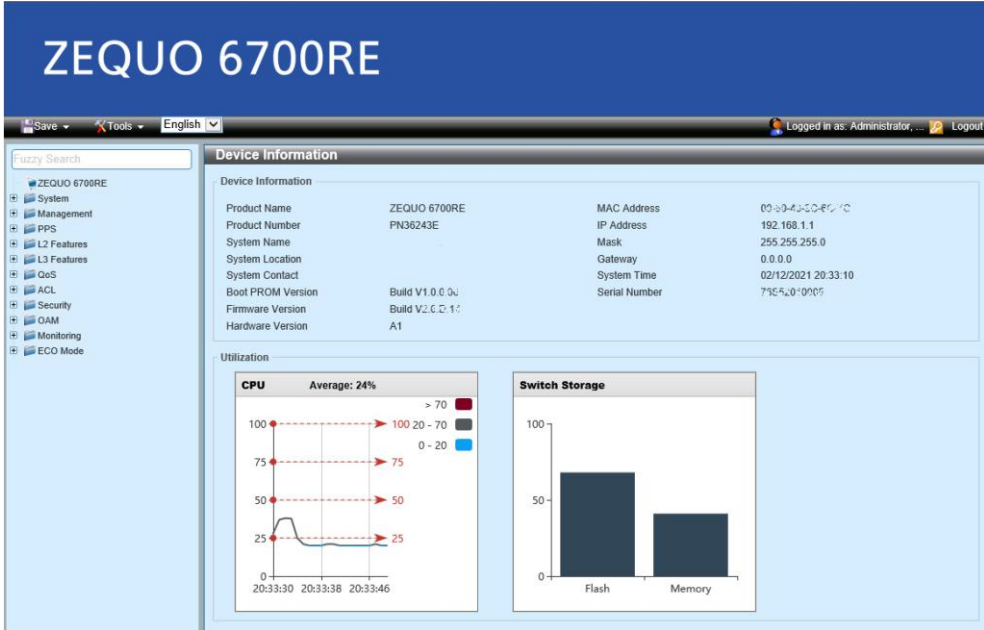 ZEQUO 6700RE
Save Tools English Logged in as: Administrator, ... Logout
Fuzzy Search
ZEQUO 6700RE
System
Management
PPS
L2 Features
L3 Features
QoS
ACL
Security
OAM
Monitoring
ECO Mode
Device Information
Device Information
Product Name ZEQUO 6700RE MAC Address
Product Number PN36243E IP Address 192.168.1.1
System Name Mask 255.255.255.0
System Location Gateway 0.0.0.0
System Contact System Time 02/12/2021 20:33:10
Boot PROM Version Build Serial Number
Firmware Version Build
Hardware Version A1
Utilization
CPU Average: 24%
> 70
20 - 70
0 - 20
100 100
75 75
50 50
25 25
0
20:33:30 20:33:38 20:33:46
Switch Storage
100
50
0
Flash Memory